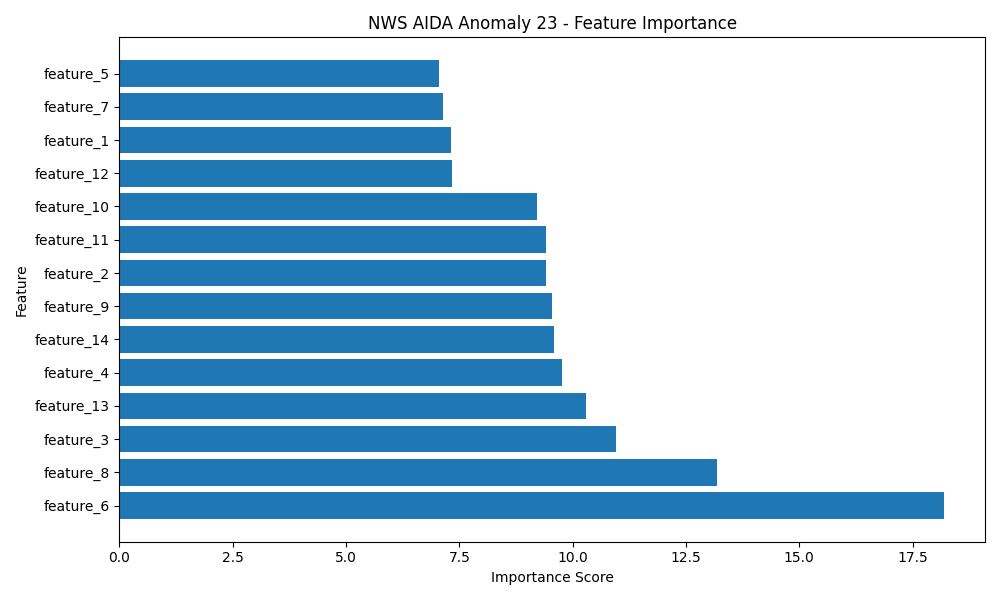 NWS AIDA Anomaly 23 - Feature Importance
Feature
feature_5
feature_7
feature_1
feature_12
feature_10
feature_11
feature_2
feature_9
feature_14
feature_4
feature_13
feature_3
feature_8
feature_6
0.0 2.5 5.0 7.5 10.0 12.5 15.0 17.5
Importance Score